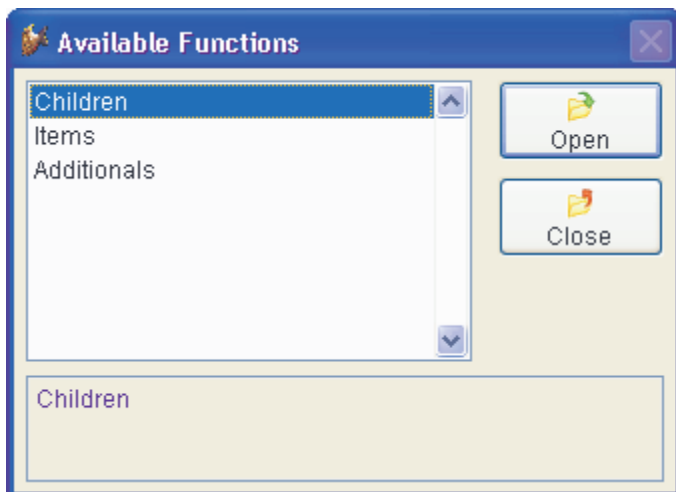 Available Functions
Children
Items
Additionals
Open
Close
Children